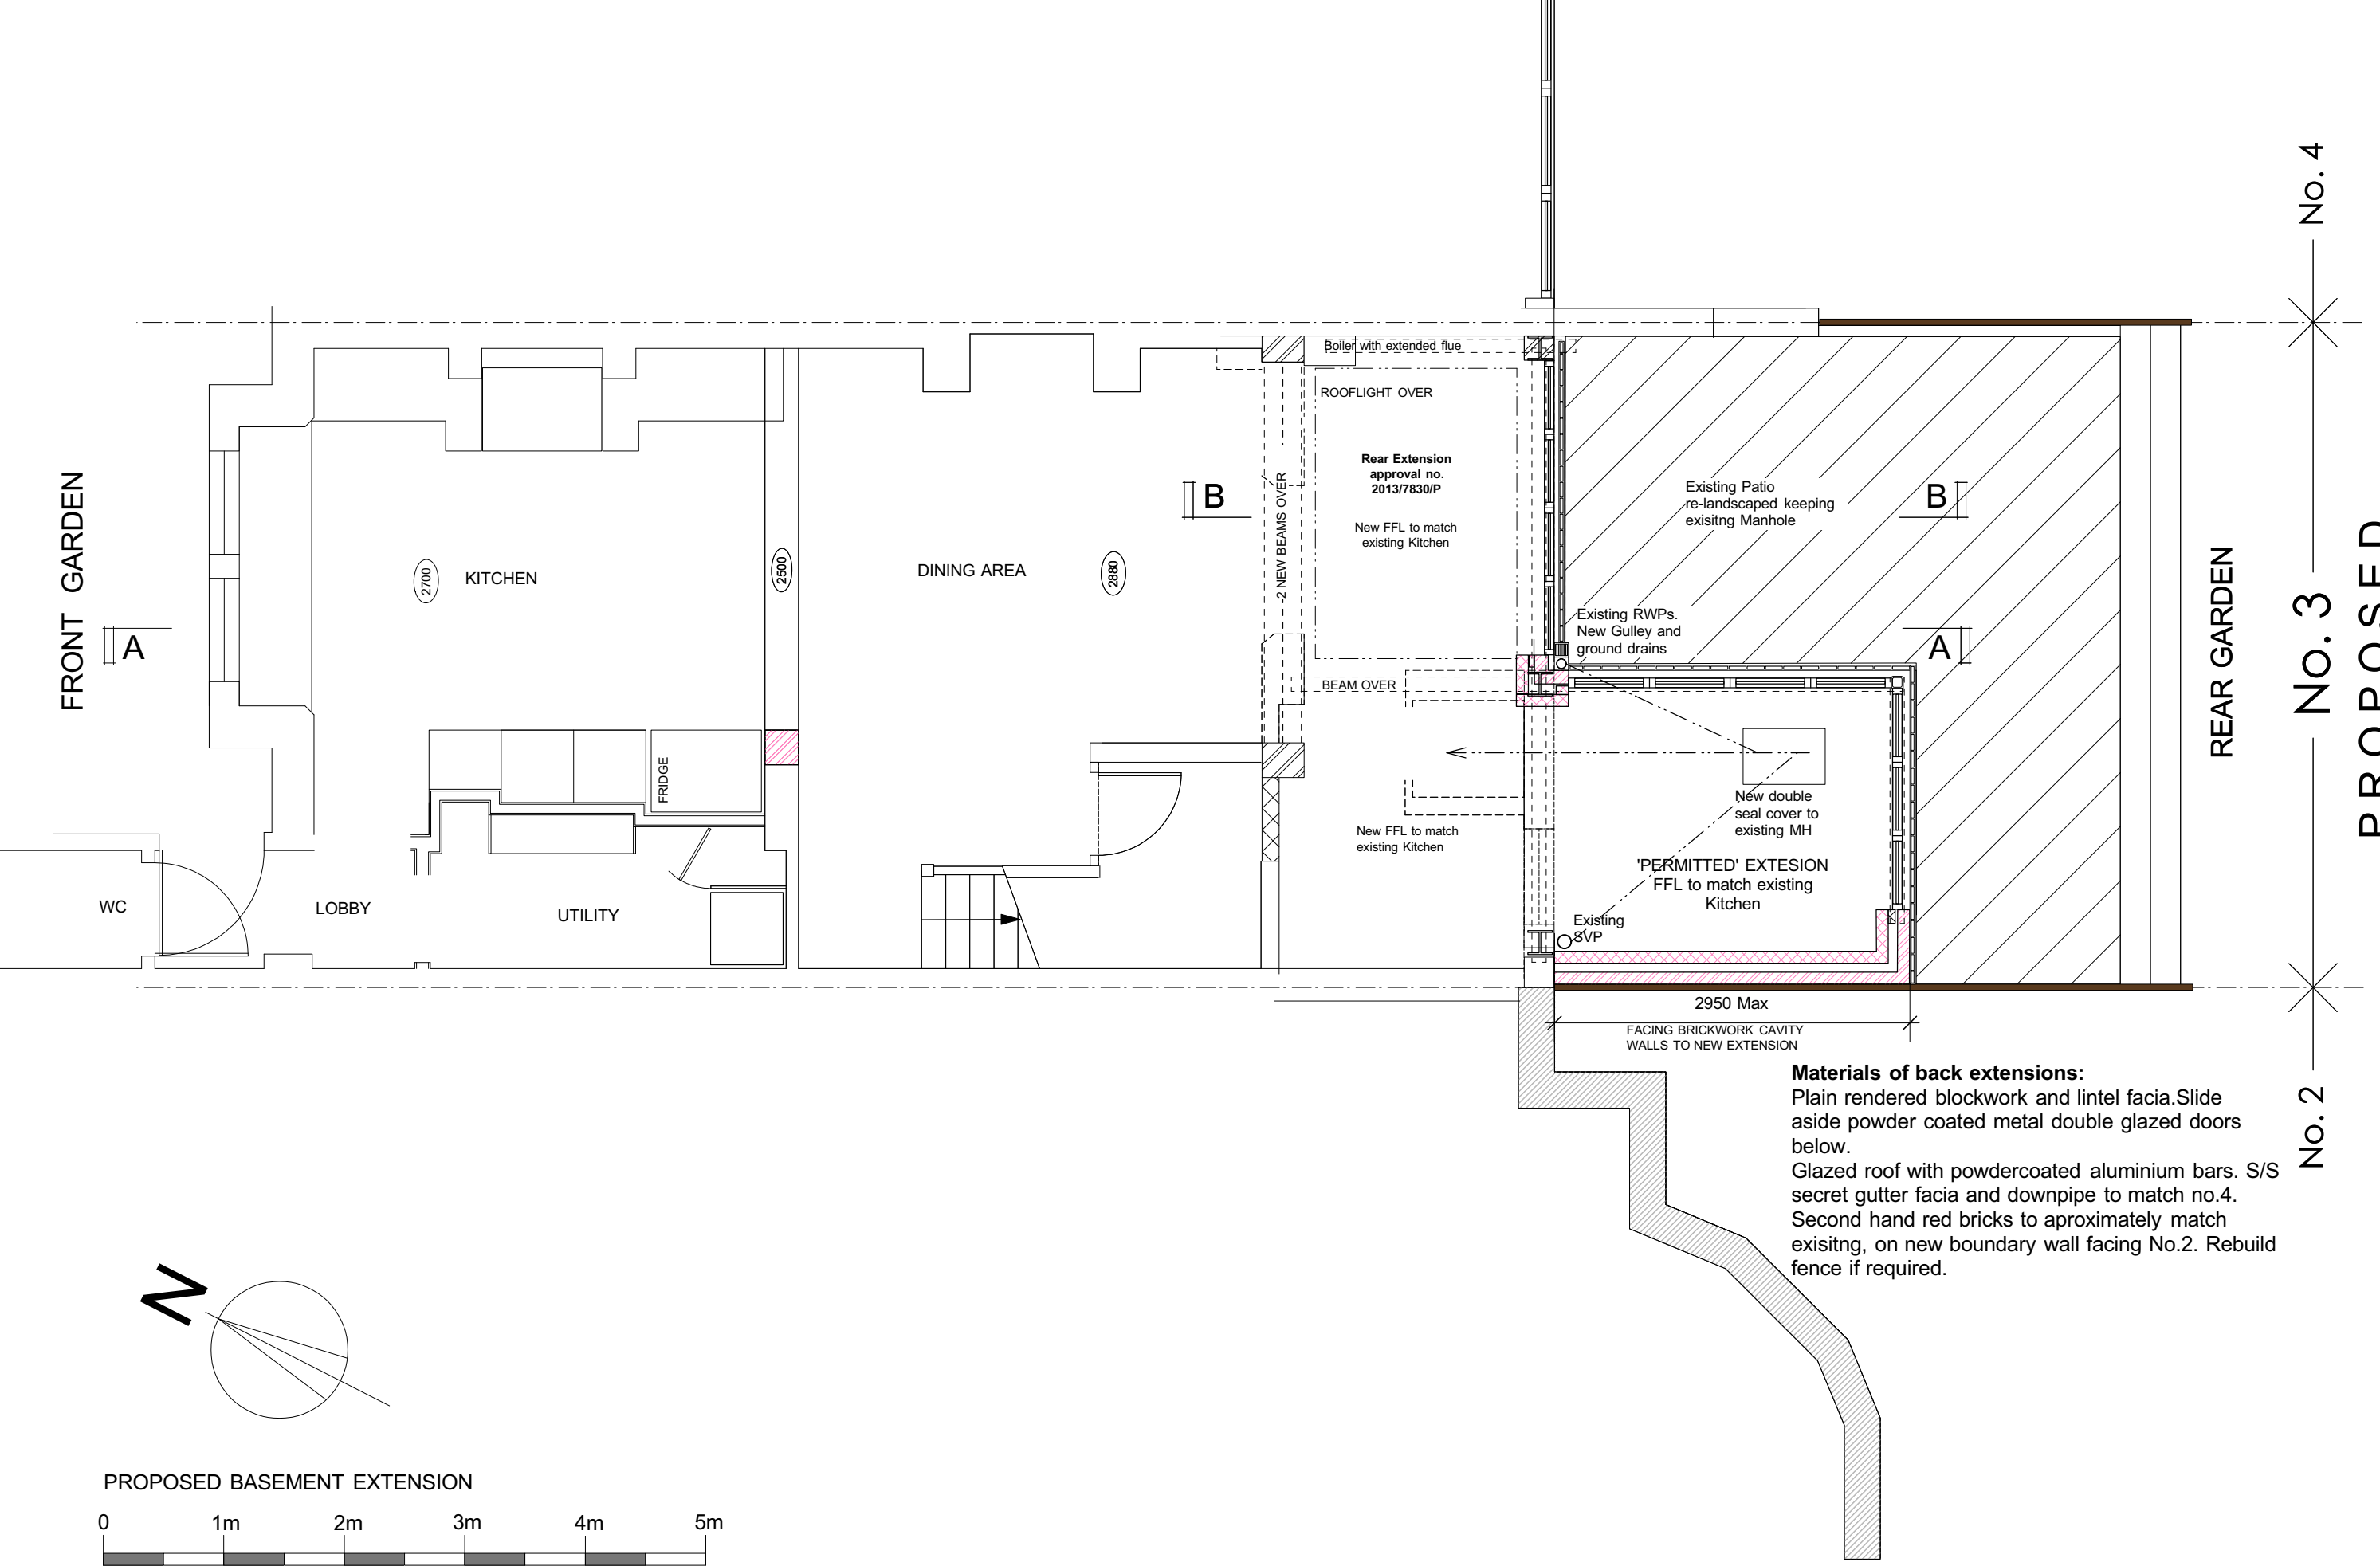 No. 4
Boiler with extended flue
ROOFLIGHT OVER
Rear Extension
approval no.
2013/7830/P
New FFL to match
existing Kitchen
2 NEW BEAMS OVER
B
B
Existing Patio
re-landscaped keeping
exisitng Manhole
FRONT GARDEN
A
2700
KITCHEN
2500
DINING AREA
2880
Existing RWPs.
New Gulley and
ground drains
A
REAR GARDEN
No. 3
PROPOSED
BEAM OVER
FRIDGE
New double
seal cover to
existing MH
New FFL to match
existing Kitchen
'PERMITTED' EXTESION
FFL to match existing
Kitchen
WC
LOBBY
UTILITY
Existing
SVP
2950 Max
FACING BRICKWORK CAVITY
WALLS TO NEW EXTENSION
No. 2
Materials of back extensions:
Plain rendered blockwork and lintel facia.Slide
aside powder coated metal double glazed doors
below.
Glazed roof with powdercoated aluminium bars. S/S
secret gutter facia and downpipe to match no.4.
Second hand red bricks to aproximately match
exisitng, on new boundary wall facing No.2. Rebuild
fence if required.
N
PROPOSED BASEMENT EXTENSION
0 1m 2m 3m 4m 5m